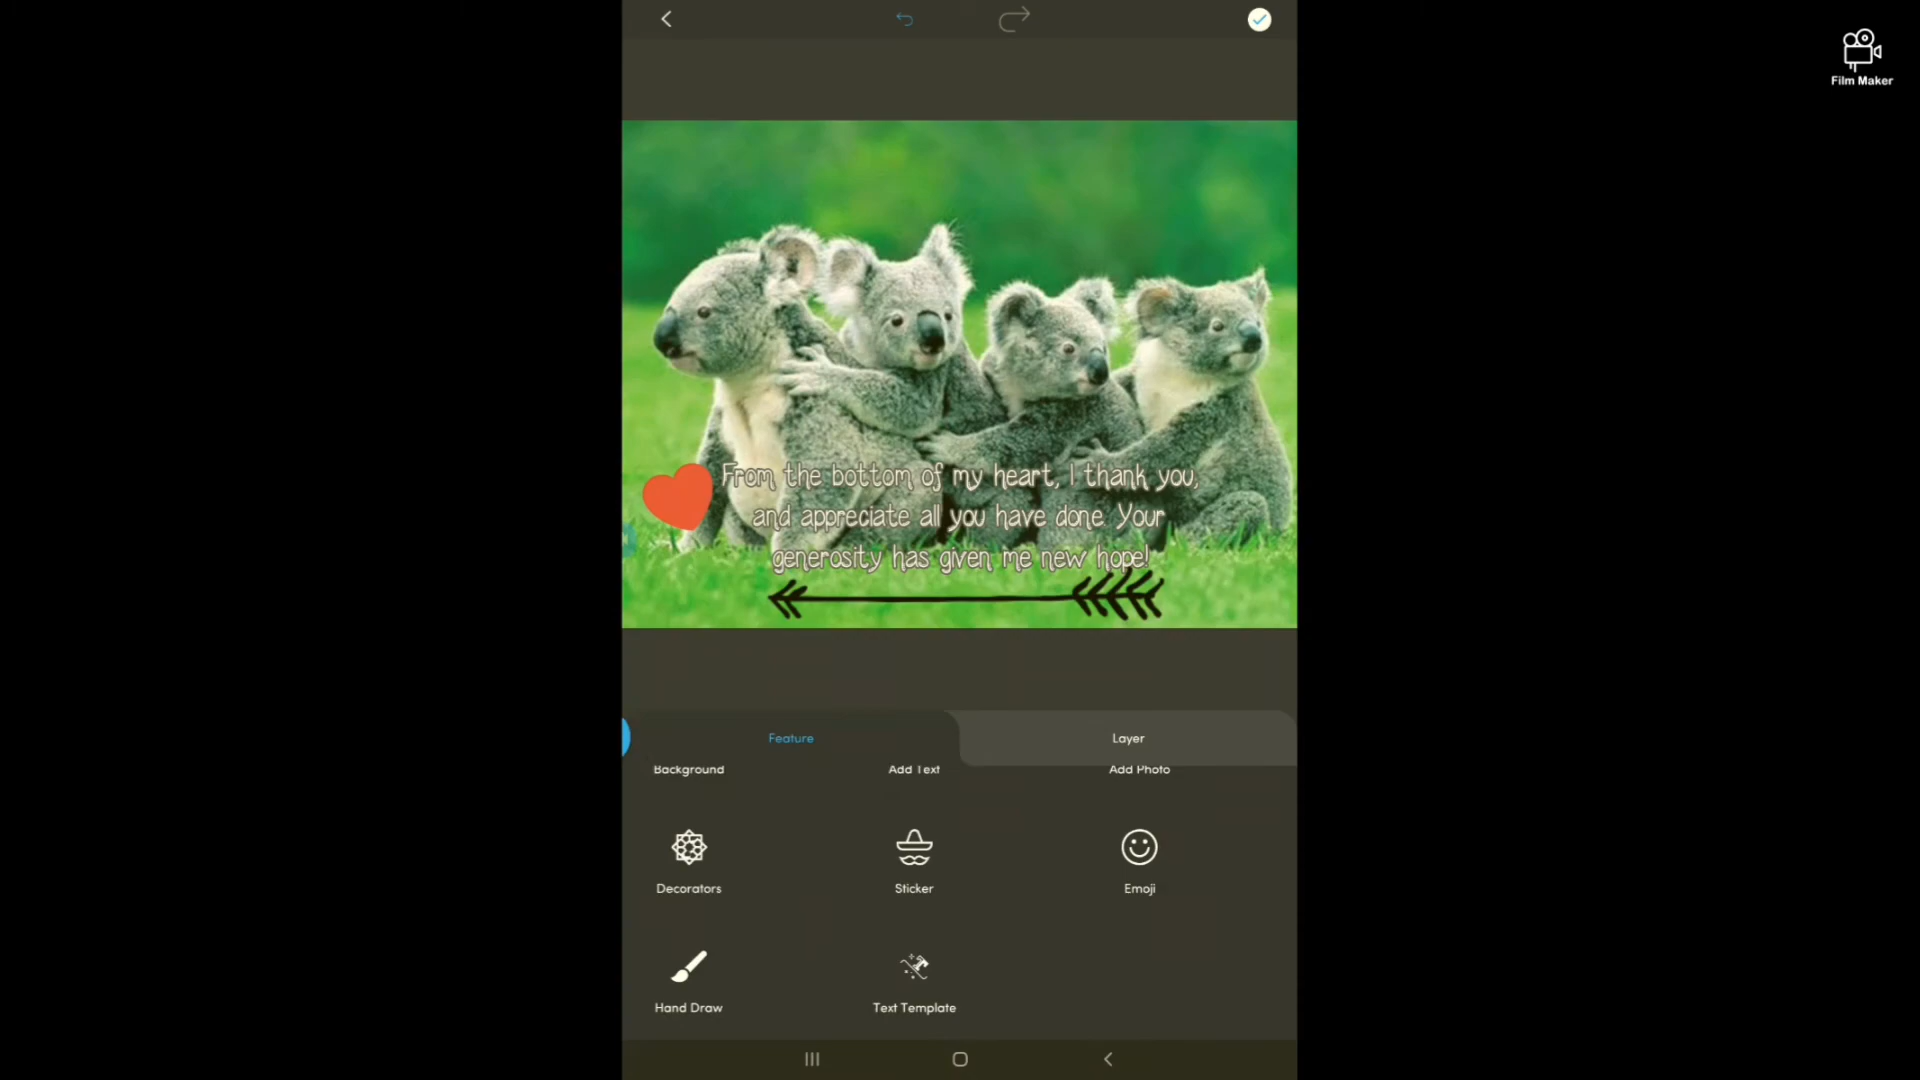 Film Maker
From the bottom of my heart, I thank you,
and appreciate all you have done. Your
generosity has given me new hope!
Feature
Layer
Background
Add Text
Add Photo
Decorators
Sticker
Emoji
Hand Draw
Text Template